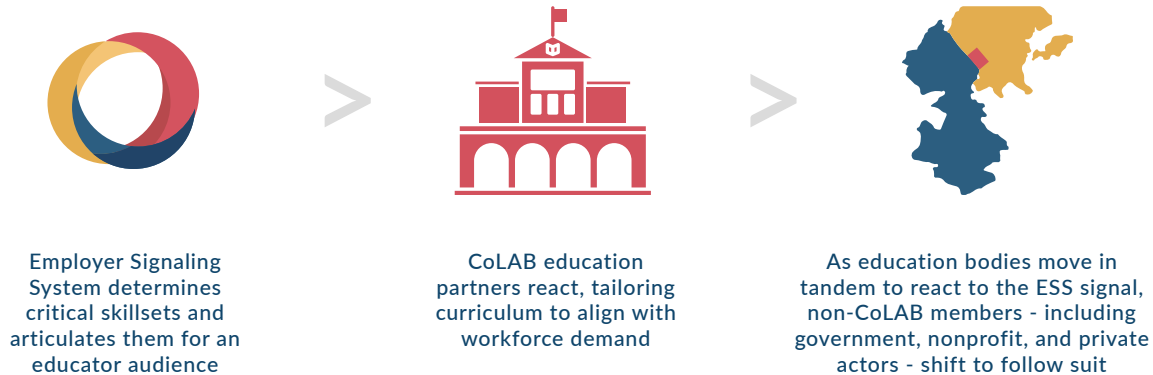 Employer Signaling
System determines
critical skillsets and
articulates them for an
educator audience
>
CoLAB education
partners react, tailoring
curriculum to align with
workforce demand
>
As education bodies move in
tandem to react to the ESS signal,
non-CoLAB members - including
government, nonprofit, and private
actors - shift to follow suit